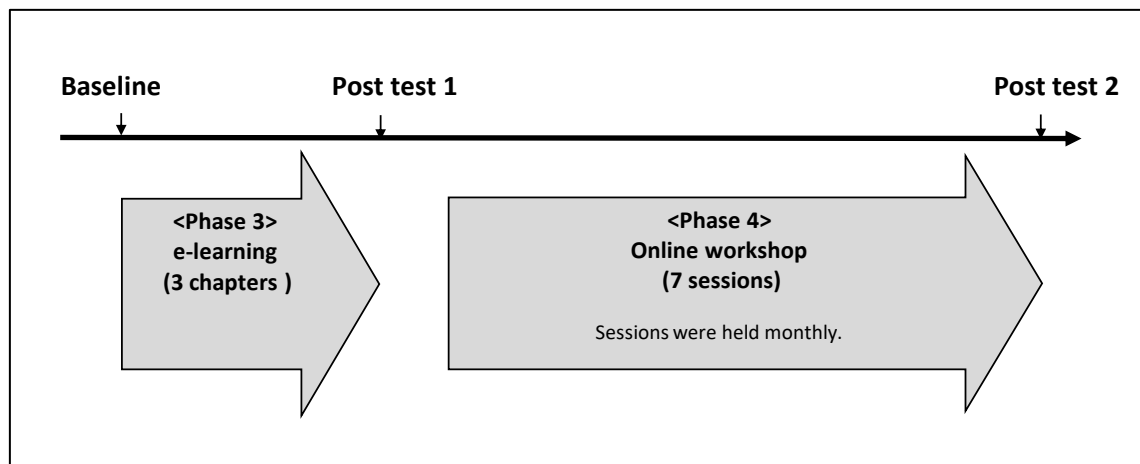 Baseline
Post test 1
Post test 2
<Phase 3>
e-learning
(3 chapters )
<Phase 4>
Online workshop
(7 sessions)
Sessions were held monthly.